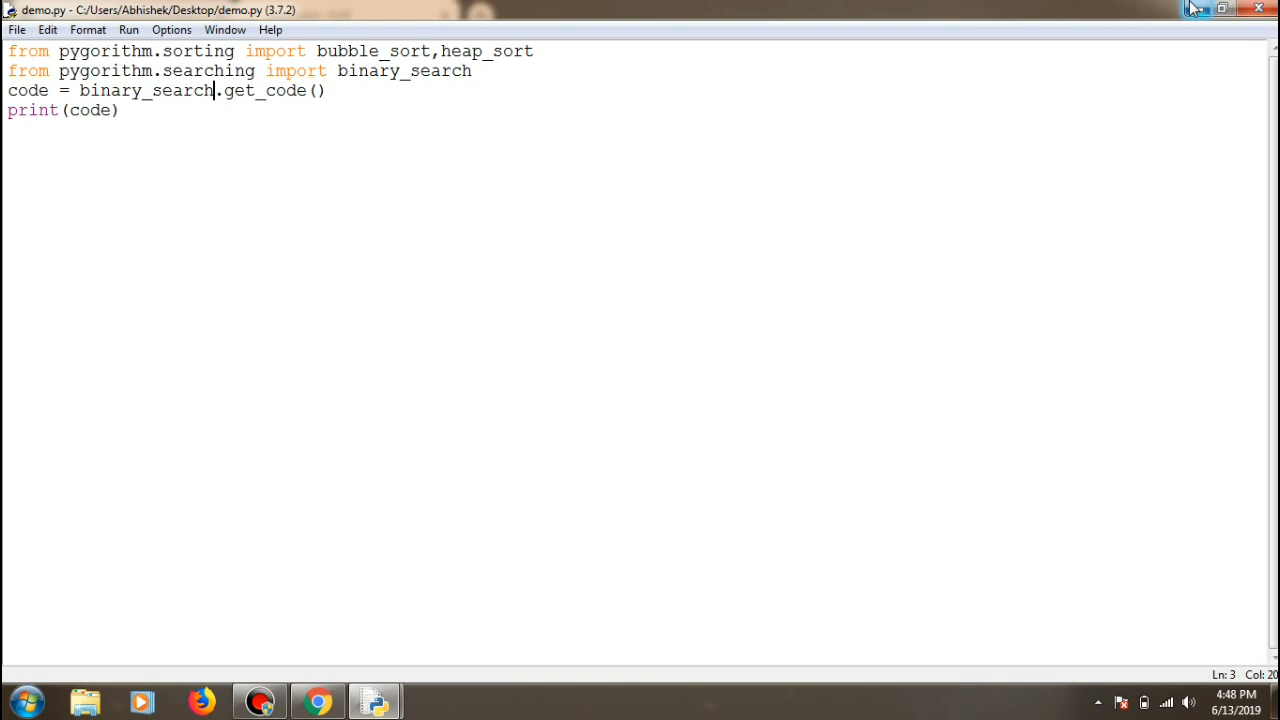 demo.py - C:/Users/Abhishek/Desktop/demo.py (3.7.2)
File Edit Format Run Options Window Help
from pygorithm.sorting import bubble_sort,heap_sort
from pygorithm.searching import binary_search
code = binary_search.get_code()
print(code)
Ln: 3 Col: 20
4:48 PM
6/13/2019